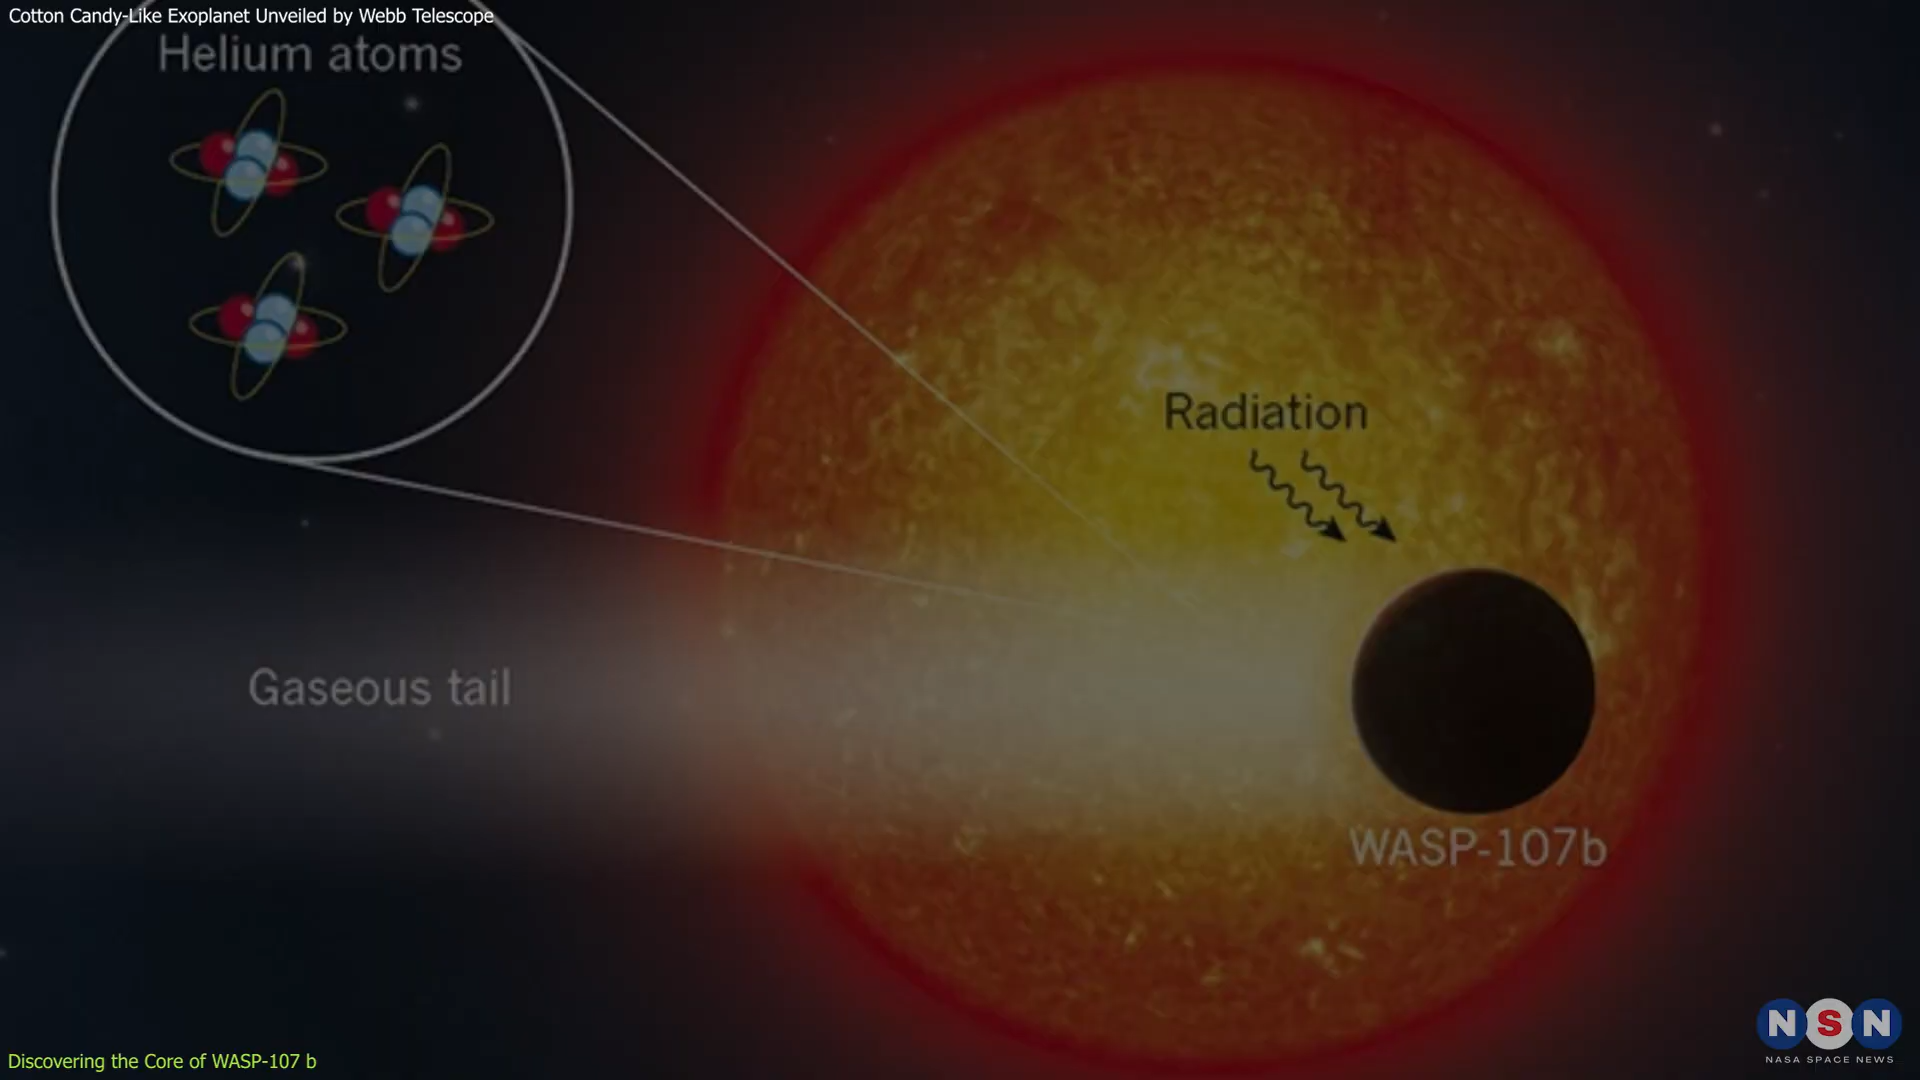 Cotton Candy-Like Exoplanet Unveiled by Webb Telescope
Helium atoms
Radiation
Gaseous tail
WASP-107b
NSN
NASA SPACE NEWS
Discovering the Core of WASP-107 b